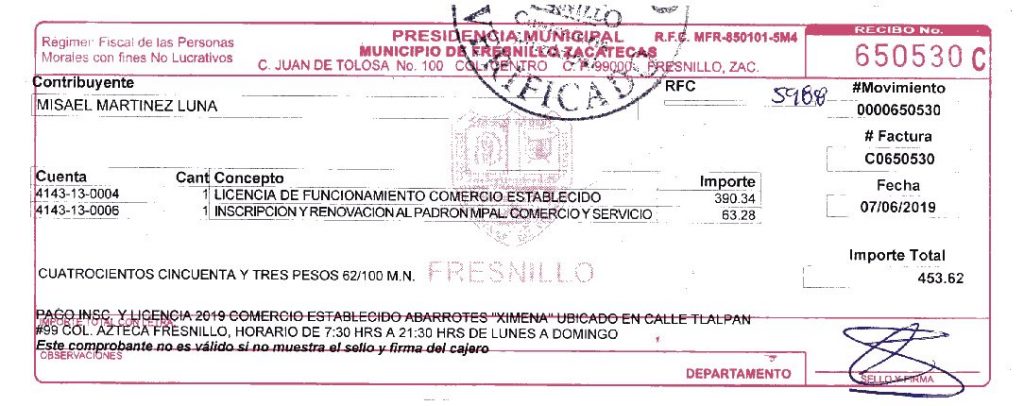 FRESNILLO
VERIFICADO
PRESIDENCIA MUNICIPAL R.F.C. MFR-850101-5M4
RECIBO No.
Régimen Fiscal de las Personas
MUNICIPIO DE FRESNILLO ZACATECAS
650530 C
Morales con fines No Lucrativos
C. JUAN DE TOLOSA No. 100 COL. CENTRO C. P. 99000 FRESNILLO, ZAC.
Contribuyente RFC 5968 #Movimiento
MISAEL MARTINEZ LUNA 0000650530
# Factura
C0650530
Cuenta Cant Concepto Importe Fecha
4143-13-0004 1 LICENCIA DE FUNCIONAMIENTO COMERCIO ESTABLECIDO 390.34
4143-13-0006 1 INSCRIPCION Y RENOVACION AL PADRON MPAL. COMERCIO Y SERVICIO 63.28 07/06/2019
Importe Total
CUATROCIENTOS CINCUENTA Y TRES PESOS 62/100 M.N. FRESNILLO 453.62
PAGO INSC. Y LICENCIA 2019 COMERCIO ESTABLECIDO ABARROTES "XIMENA" UBICADO EN CALLE TLALPAN
IMPORTE TOTAL CON LETRA
#99 COL. AZTECA FRESNILLO, HORARIO DE 7:30 HRS A 21:30 HRS DE LUNES A DOMINGO
Este comprobante no es válido si no muestra el sello y firma del cajero
OBSERVACIONES
DEPARTAMENTO SELLO Y FIRMA